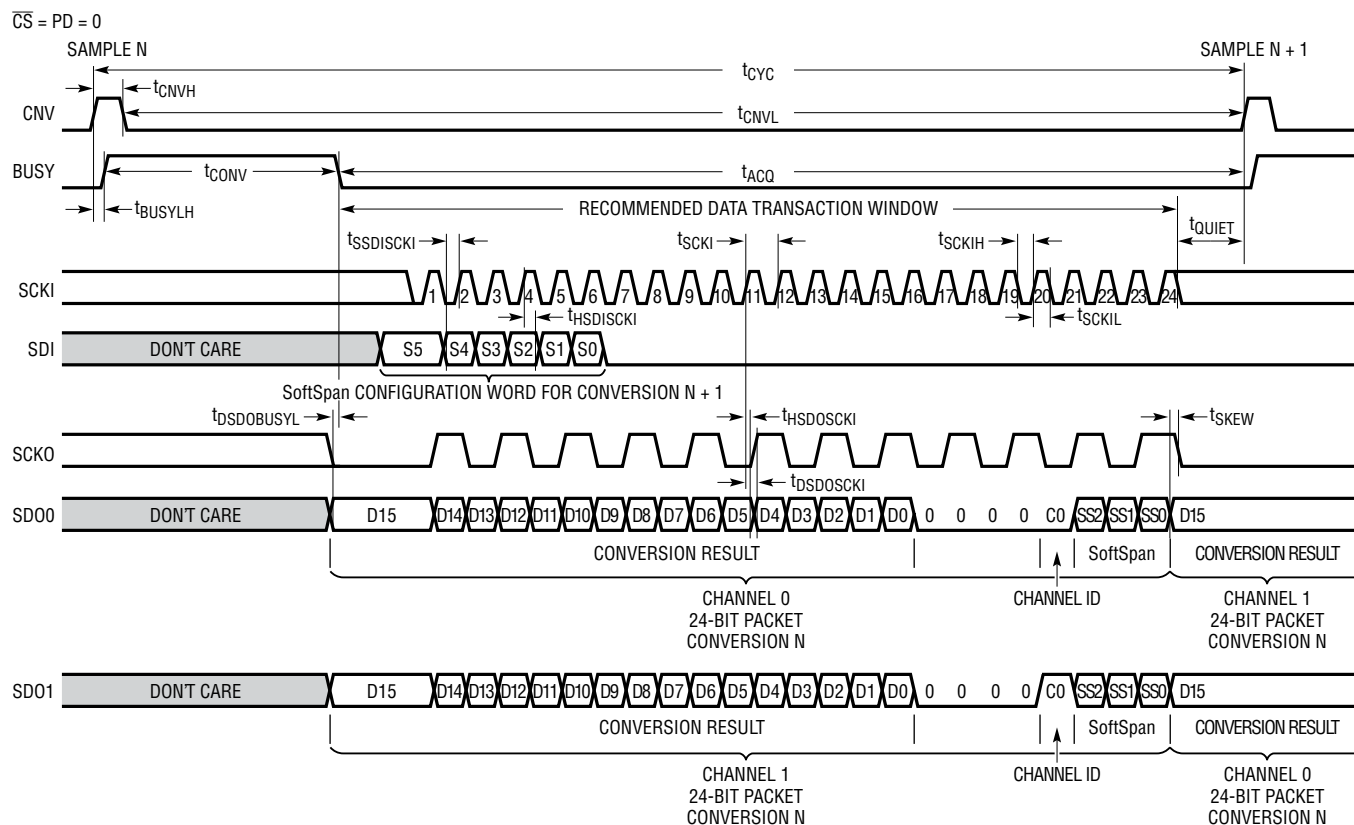 CS = PD = 0
SAMPLE N
SAMPLE N + 1
tCYC
tCNVH
CNV
tCNVL
BUSY
tCONV
tACQ
tBUSYLH
RECOMMENDED DATA TRANSACTION WINDOW
tQUIET
tSSDISCKI
tSCKI
tSCKIH
SCKI
1 2 3 4 5 6 7 8 9 10 11 12 13 14 15 16 17 18 19 20 21 22 23 24
tHSDISCKI
tSCKIL
SDI
DON'T CARE
S5 S4 S3 S2 S1 S0
SoftSpan CONFIGURATION WORD FOR CONVERSION N + 1
tDSDOBUSYL
tHSDOSCKI
tSKEW
SCKO
tDSDOSCKI
SDO0
DON'T CARE
D15 D14 D13 D12 D11 D10 D9 D8 D7 D6 D5 D4 D3 D2 D1 D0 0 0 0 0 C0 SS2 SS1 SS0 D15
CONVERSION RESULT
SoftSpan
CONVERSION RESULT
CHANNEL 0
24-BIT PACKET
CONVERSION N
CHANNEL ID
CHANNEL 1
24-BIT PACKET
CONVERSION N
SDO1
DON'T CARE
D15 D14 D13 D12 D11 D10 D9 D8 D7 D6 D5 D4 D3 D2 D1 D0 0 0 0 0 C0 SS2 SS1 SS0 D15
CONVERSION RESULT
SoftSpan
CONVERSION RESULT
CHANNEL 1
24-BIT PACKET
CONVERSION N
CHANNEL ID
CHANNEL 0
24-BIT PACKET
CONVERSION N